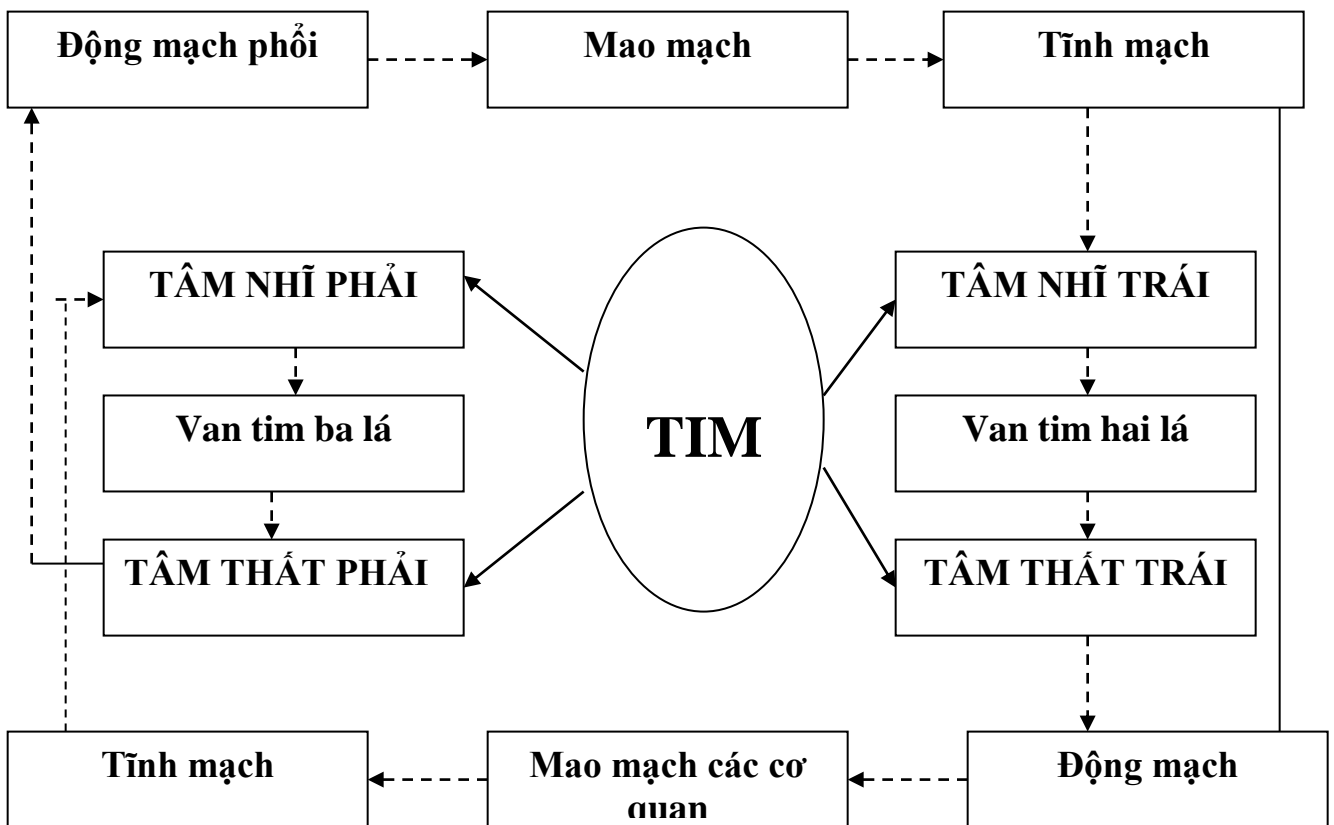 Động mạch phổi
Mao mạch
Tĩnh mạch
TÂM NHĨ PHẢI
TÂM NHĨ TRÁI
Van tim ba lá
TIM
Van tim hai lá
TÂM THẤT PHẢI
TÂM THẤT TRÁI
Tĩnh mạch
Mao mạch các cơ
quan
Động mạch